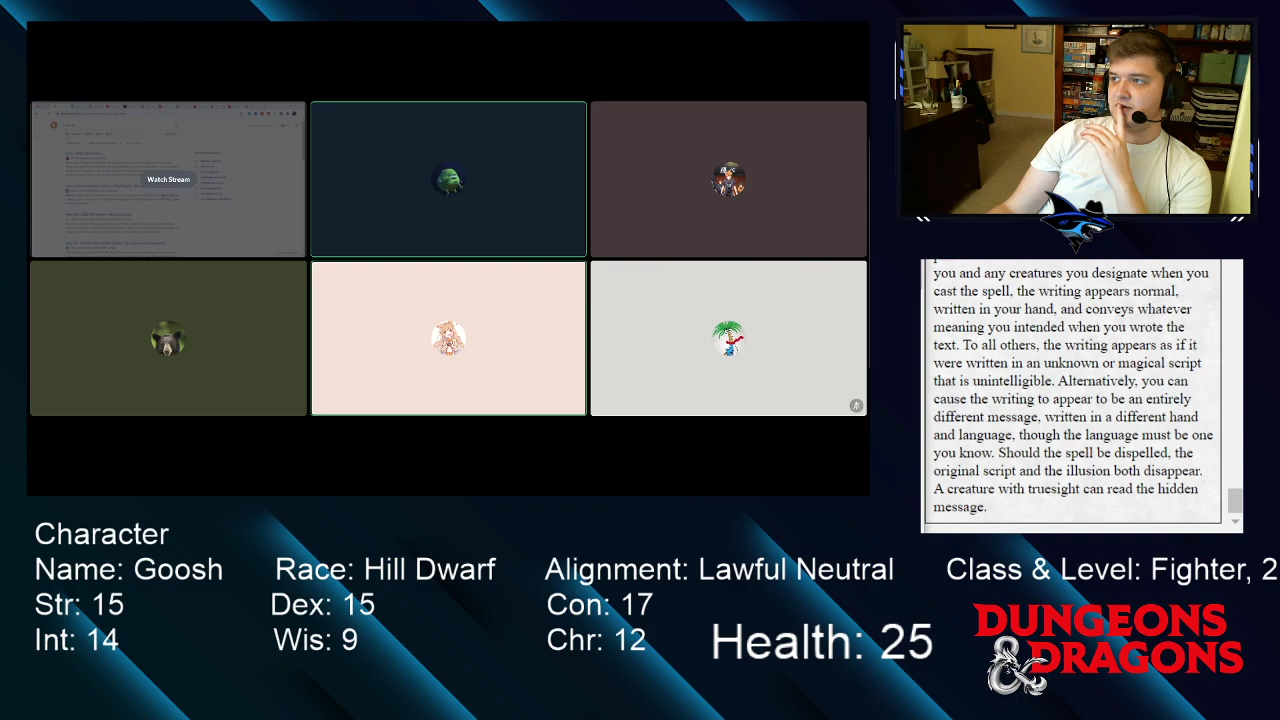 Watch Stream
you and any creatures you designate when you
cast the spell, the writing appears normal,
written in your hand, and conveys whatever
meaning you intended when you wrote the
text. To all others, the writing appears as if it
were written in an unknown or magical script
that is unintelligible. Alternatively, you can
cause the writing to appear to be an entirely
different message, written in a different hand
and language, though the language must be one
you know. Should the spell be dispelled, the
original script and the illusion both disappear.
A creature with truesight can read the hidden
message.
Character
Name: Goosh Race: Hill Dwarf Alignment: Lawful Neutral Class & Level: Fighter, 2
Str: 15 Dex: 15 Con: 17
Int: 14 Wis: 9 Chr: 12 Health: 25
DUNGEONS
& DRAGONS